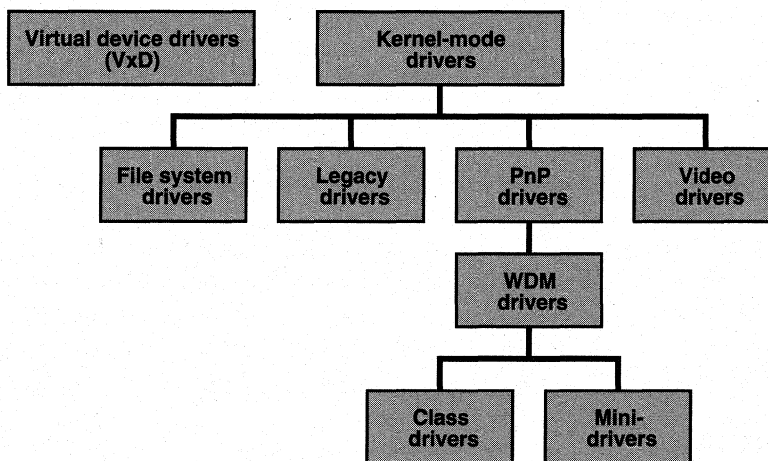 Virtual device drivers
(VxD)
Kernel-mode
drivers
File system
drivers
Legacy
drivers
PnP
drivers
Video
drivers
WDM
drivers
Class
drivers
Mini-
drivers